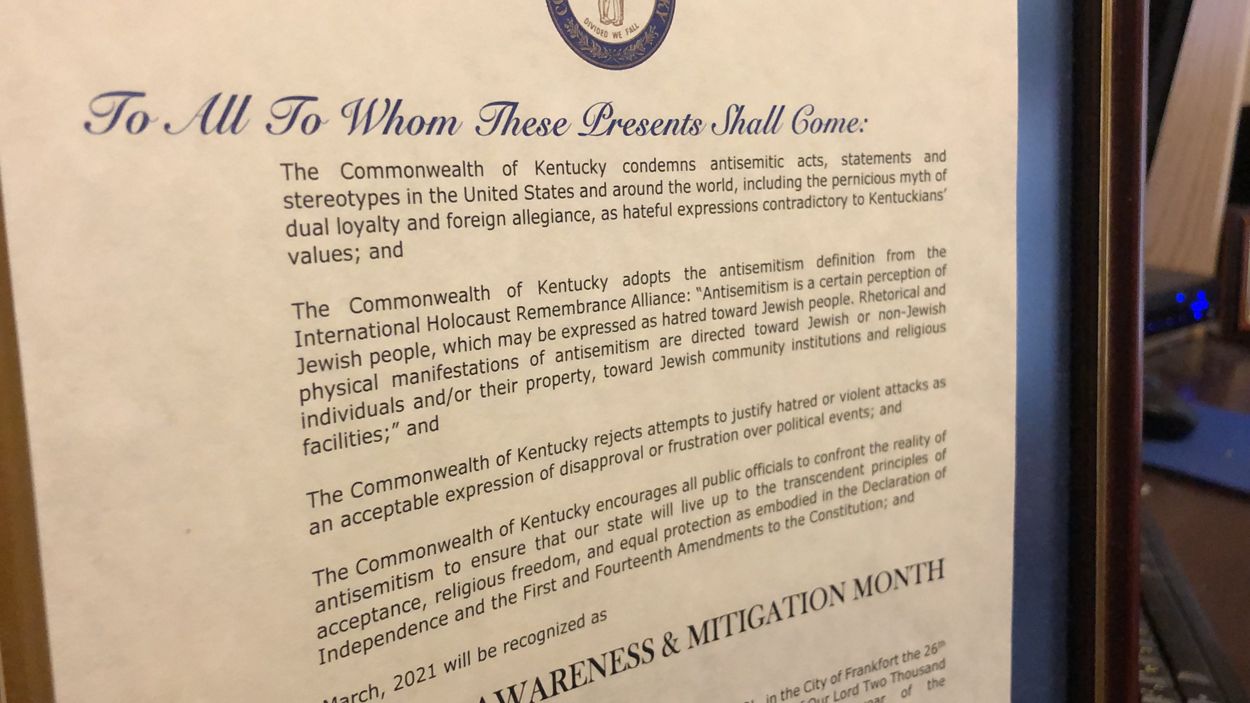 DIVIDED WE FALL
To All To Whom These Presents Shall Come:
The Commonwealth of Kentucky condemns antisemitic acts, statements and
stereotypes in the United States and around the world, including the pernicious myth of
dual loyalty and foreign allegiance, as hateful expressions contradictory to Kentuckians'
values; and
The Commonwealth of Kentucky adopts the antisemitism definition from the
International Holocaust Remembrance Alliance: "Antisemitism is a certain perception of
Jewish people, which may be expressed as hatred toward Jewish people. Rhetorical and
physical manifestations of antisemitism are directed toward Jewish or non-Jewish
individuals and/or their property, toward Jewish community institutions and religious
facilities;" and
The Commonwealth of Kentucky rejects attempts to justify hatred or violent attacks as
an acceptable expression of disapproval or frustration over political events; and
The Commonwealth of Kentucky encourages all public officials to confront the reality of
antisemitism to ensure that our state will live up to the transcendent principles of
acceptance, religious freedom, and equal protection as embodied in the Declaration of
Independence and the First and Fourteenth Amendments to the Constitution; and
March, 2021 will be recognized as
AWARENESS & MITIGATION MONTH
in the City of Frankfort the 26th
of Our Lord Two Thousand
of the